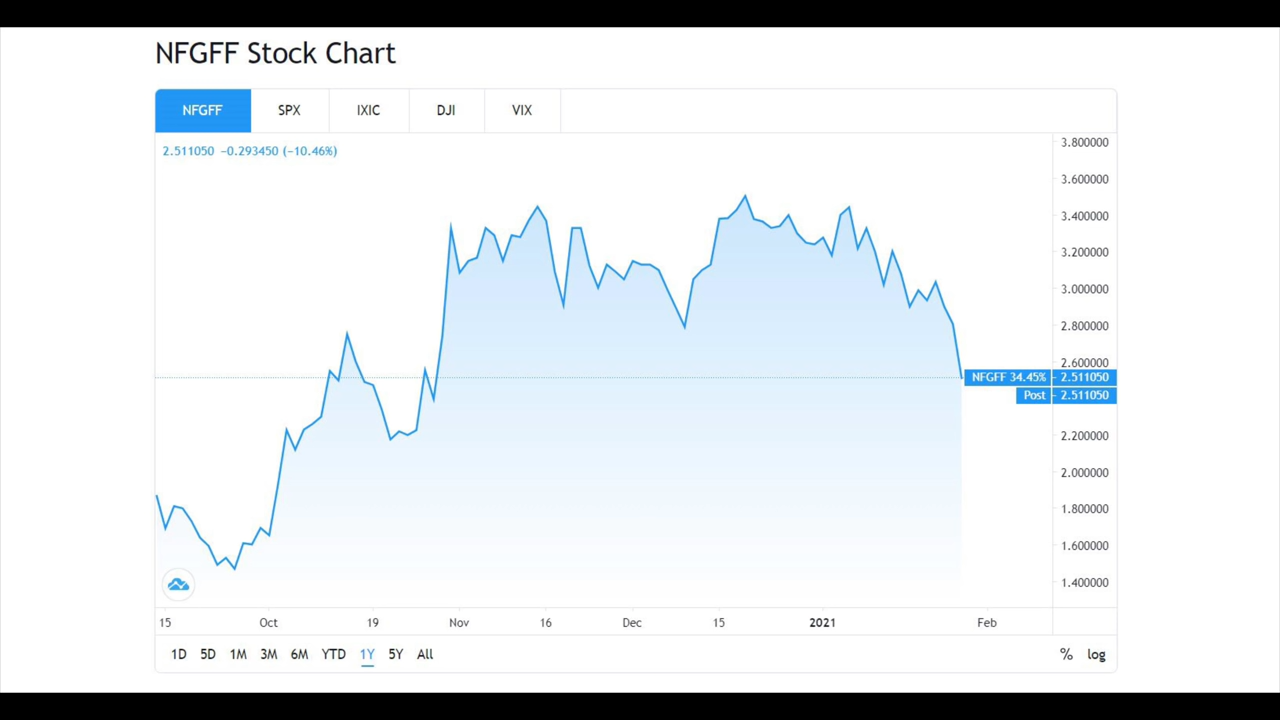 NFGFF Stock Chart
NFGFF SPX IXIC DJI VIX
2.511050 −0.293450 (−10.46%)
3.800000
3.600000
3.400000
3.200000
3.000000
2.800000
2.600000
NFGFF 34.45% 2.511050
Post 2.511050
2.200000
2.000000
1.800000
1.600000
1.400000
15 Oct 19 Nov 16 Dec 15 2021 Feb
1D 5D 1M 3M 6M YTD 1Y 5Y All % log